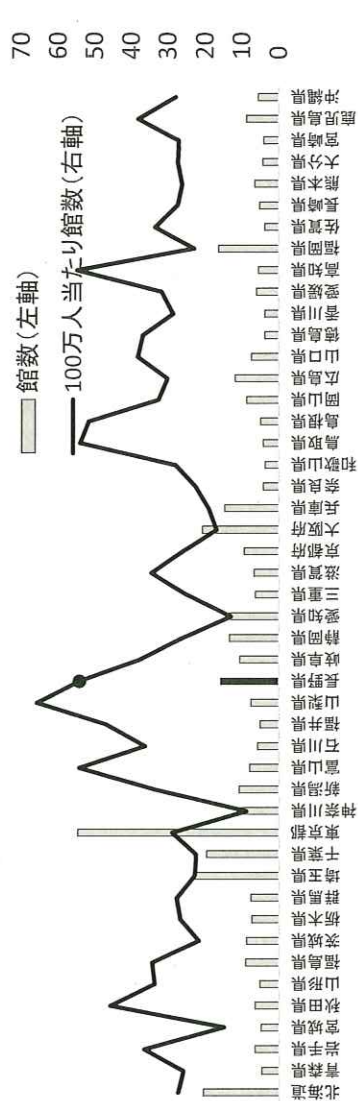 館数(左軸)
100万人当たり館数(右軸)
70
60
50
40
30
20
10
0
北海道
青森県
岩手県
宮城県
秋田県
山形県
福島県
茨城県
栃木県
群馬県
埼玉県
千葉県
東京都
神奈川県
新潟県
富山県
石川県
福井県
山梨県
長野県
岐阜県
静岡県
愛知県
三重県
滋賀県
京都府
大阪府
兵庫県
奈良県
和歌山県
鳥取県
島根県
岡山県
広島県
山口県
徳島県
香川県
愛媛県
高知県
福岡県
佐賀県
長崎県
熊本県
大分県
宮崎県
鹿児島県
沖縄県